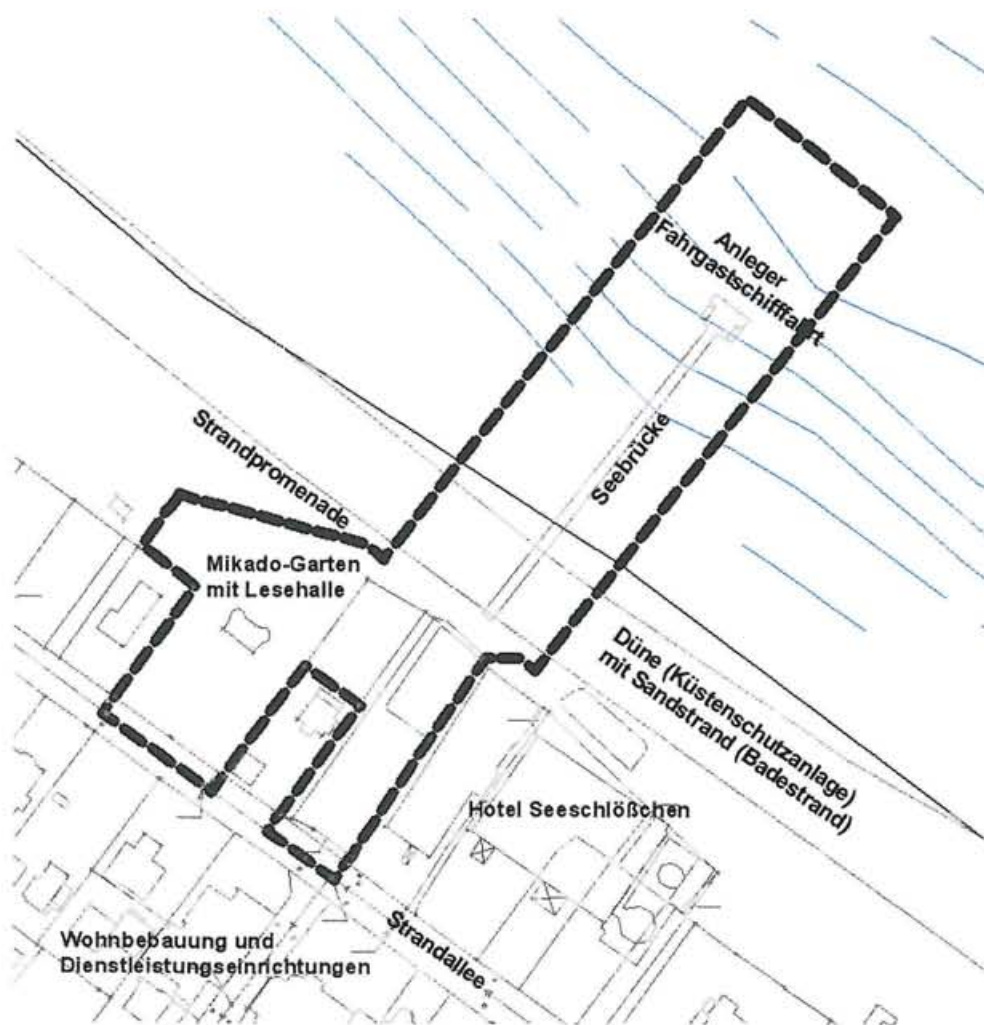 Anleger
Fahrgastschifffahrt
Seebrücke
Strandpromenade
Mikado-Garten
mit Lesehalle
Düne (Küstenschutzanlage)
mit Sandstrand (Badestrand)
Hotel Seeschlößchen
Strandallee
Wohnbebauung und
Dienstleistungseinrichtungen